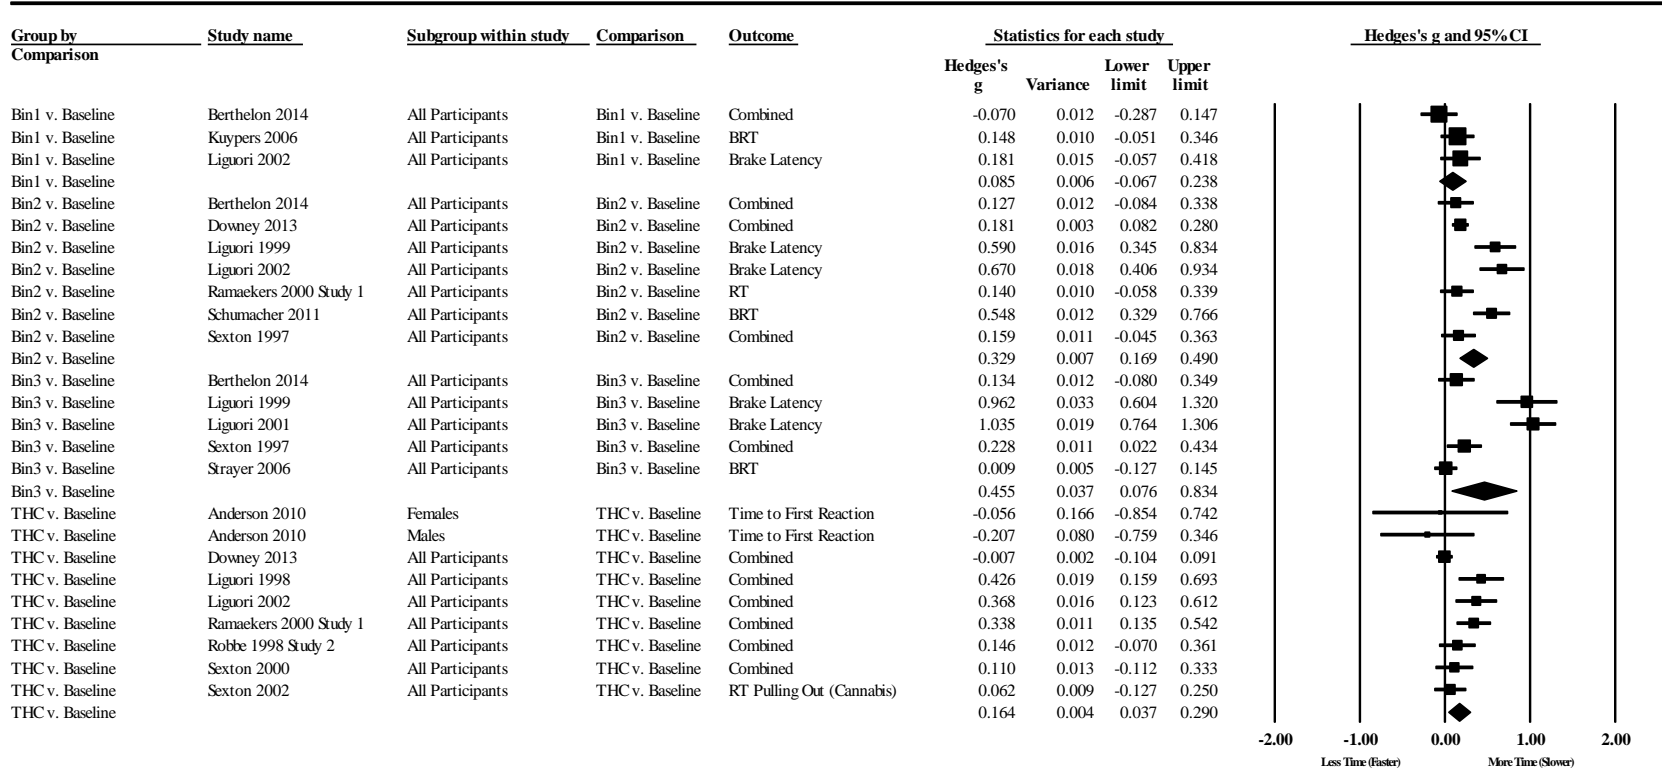 Group by Comparison Study name Subgroup within study Comparison Outcome Statistics for each study Hedges's g and 95% CI
Hedges's g Variance Lower limit Upper limit
Bin1 v. Baseline Berthelon 2014 All Participants Bin1 v. Baseline Combined -0.070 0.012 -0.287 0.147
Bin1 v. Baseline Kuypers 2006 All Participants Bin1 v. Baseline BRT 0.148 0.010 -0.051 0.346
Bin1 v. Baseline Liguori 2002 All Participants Bin1 v. Baseline Brake Latency 0.181 0.015 -0.057 0.418
Bin1 v. Baseline 0.085 0.006 -0.067 0.238
Bin2 v. Baseline Berthelon 2014 All Participants Bin2 v. Baseline Combined 0.127 0.012 -0.084 0.338
Bin2 v. Baseline Downey 2013 All Participants Bin2 v. Baseline Combined 0.181 0.003 0.082 0.280
Bin2 v. Baseline Liguori 1999 All Participants Bin2 v. Baseline Brake Latency 0.590 0.016 0.345 0.834
Bin2 v. Baseline Liguori 2002 All Participants Bin2 v. Baseline Brake Latency 0.670 0.018 0.406 0.934
Bin2 v. Baseline Ramaekers 2000 Study 1 All Participants Bin2 v. Baseline RT 0.140 0.010 -0.058 0.339
Bin2 v. Baseline Schumacher 2011 All Participants Bin2 v. Baseline BRT 0.548 0.012 0.329 0.766
Bin2 v. Baseline Sexton 1997 All Participants Bin2 v. Baseline Combined 0.159 0.011 -0.045 0.363
Bin2 v. Baseline 0.329 0.007 0.169 0.490
Bin3 v. Baseline Berthelon 2014 All Participants Bin3 v. Baseline Combined 0.134 0.012 -0.080 0.349
Bin3 v. Baseline Liguori 1999 All Participants Bin3 v. Baseline Brake Latency 0.962 0.033 0.604 1.320
Bin3 v. Baseline Liguori 2001 All Participants Bin3 v. Baseline Brake Latency 1.035 0.019 0.764 1.306
Bin3 v. Baseline Sexton 1997 All Participants Bin3 v. Baseline Combined 0.228 0.011 0.022 0.434
Bin3 v. Baseline Strayer 2006 All Participants Bin3 v. Baseline BRT 0.009 0.005 -0.127 0.145
Bin3 v. Baseline 0.455 0.037 0.076 0.834
THC v. Baseline Anderson 2010 Females THC v. Baseline Time to First Reaction -0.056 0.166 -0.854 0.742
THC v. Baseline Anderson 2010 Males THC v. Baseline Time to First Reaction -0.207 0.080 -0.759 0.346
THC v. Baseline Downey 2013 All Participants THC v. Baseline Combined -0.007 0.002 -0.104 0.091
THC v. Baseline Liguori 1998 All Participants THC v. Baseline Combined 0.426 0.019 0.159 0.693
THC v. Baseline Liguori 2002 All Participants THC v. Baseline Combined 0.368 0.016 0.123 0.612
THC v. Baseline Ramaekers 2000 Study 1 All Participants THC v. Baseline Combined 0.338 0.011 0.135 0.542
THC v. Baseline Robbe 1998 Study 2 All Participants THC v. Baseline Combined 0.146 0.012 -0.070 0.361
THC v. Baseline Sexton 2000 All Participants THC v. Baseline Combined 0.110 0.013 -0.112 0.333
THC v. Baseline Sexton 2002 All Participants THC v. Baseline RT Pulling Out (Cannabis) 0.062 0.009 -0.127 0.250
THC v. Baseline 0.164 0.004 0.037 0.290
-2.00 -1.00 0.00 1.00 2.00
Less Time (Faster) More Time (Slower)